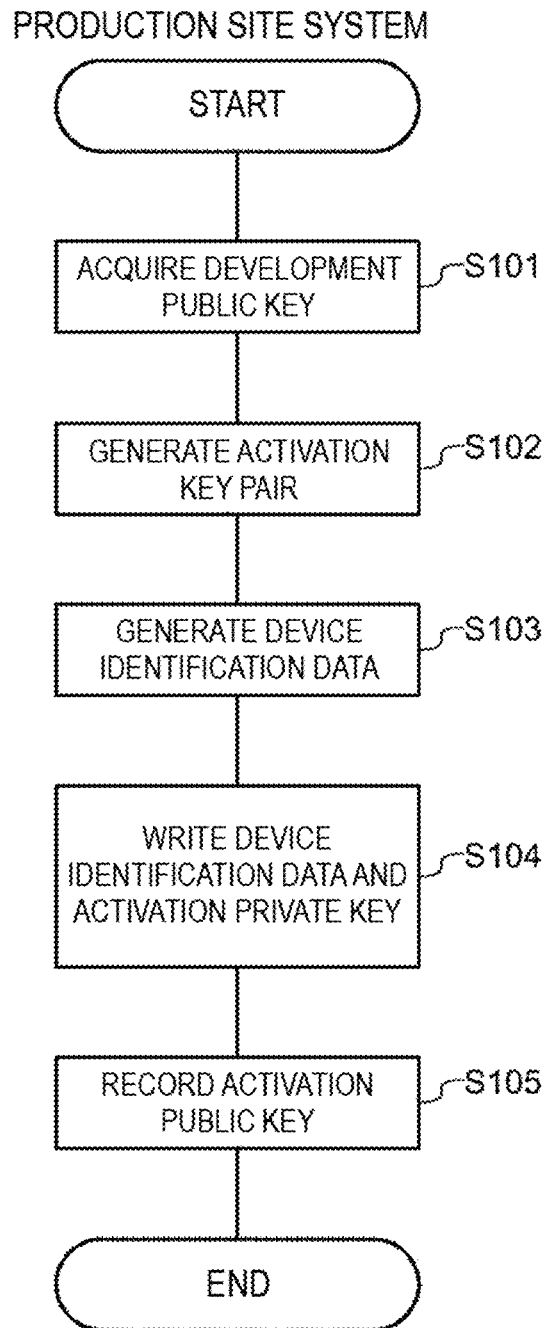 PRODUCTION SITE SYSTEM
START
ACQUIRE DEVELOPMENT
PUBLIC KEY
S101
GENERATE ACTIVATION
KEY PAIR
S102
GENERATE DEVICE
IDENTIFICATION DATA
S103
WRITE DEVICE
IDENTIFICATION DATA AND
ACTIVATION PRIVATE KEY
S104
RECORD ACTIVATION
PUBLIC KEY
S105
END